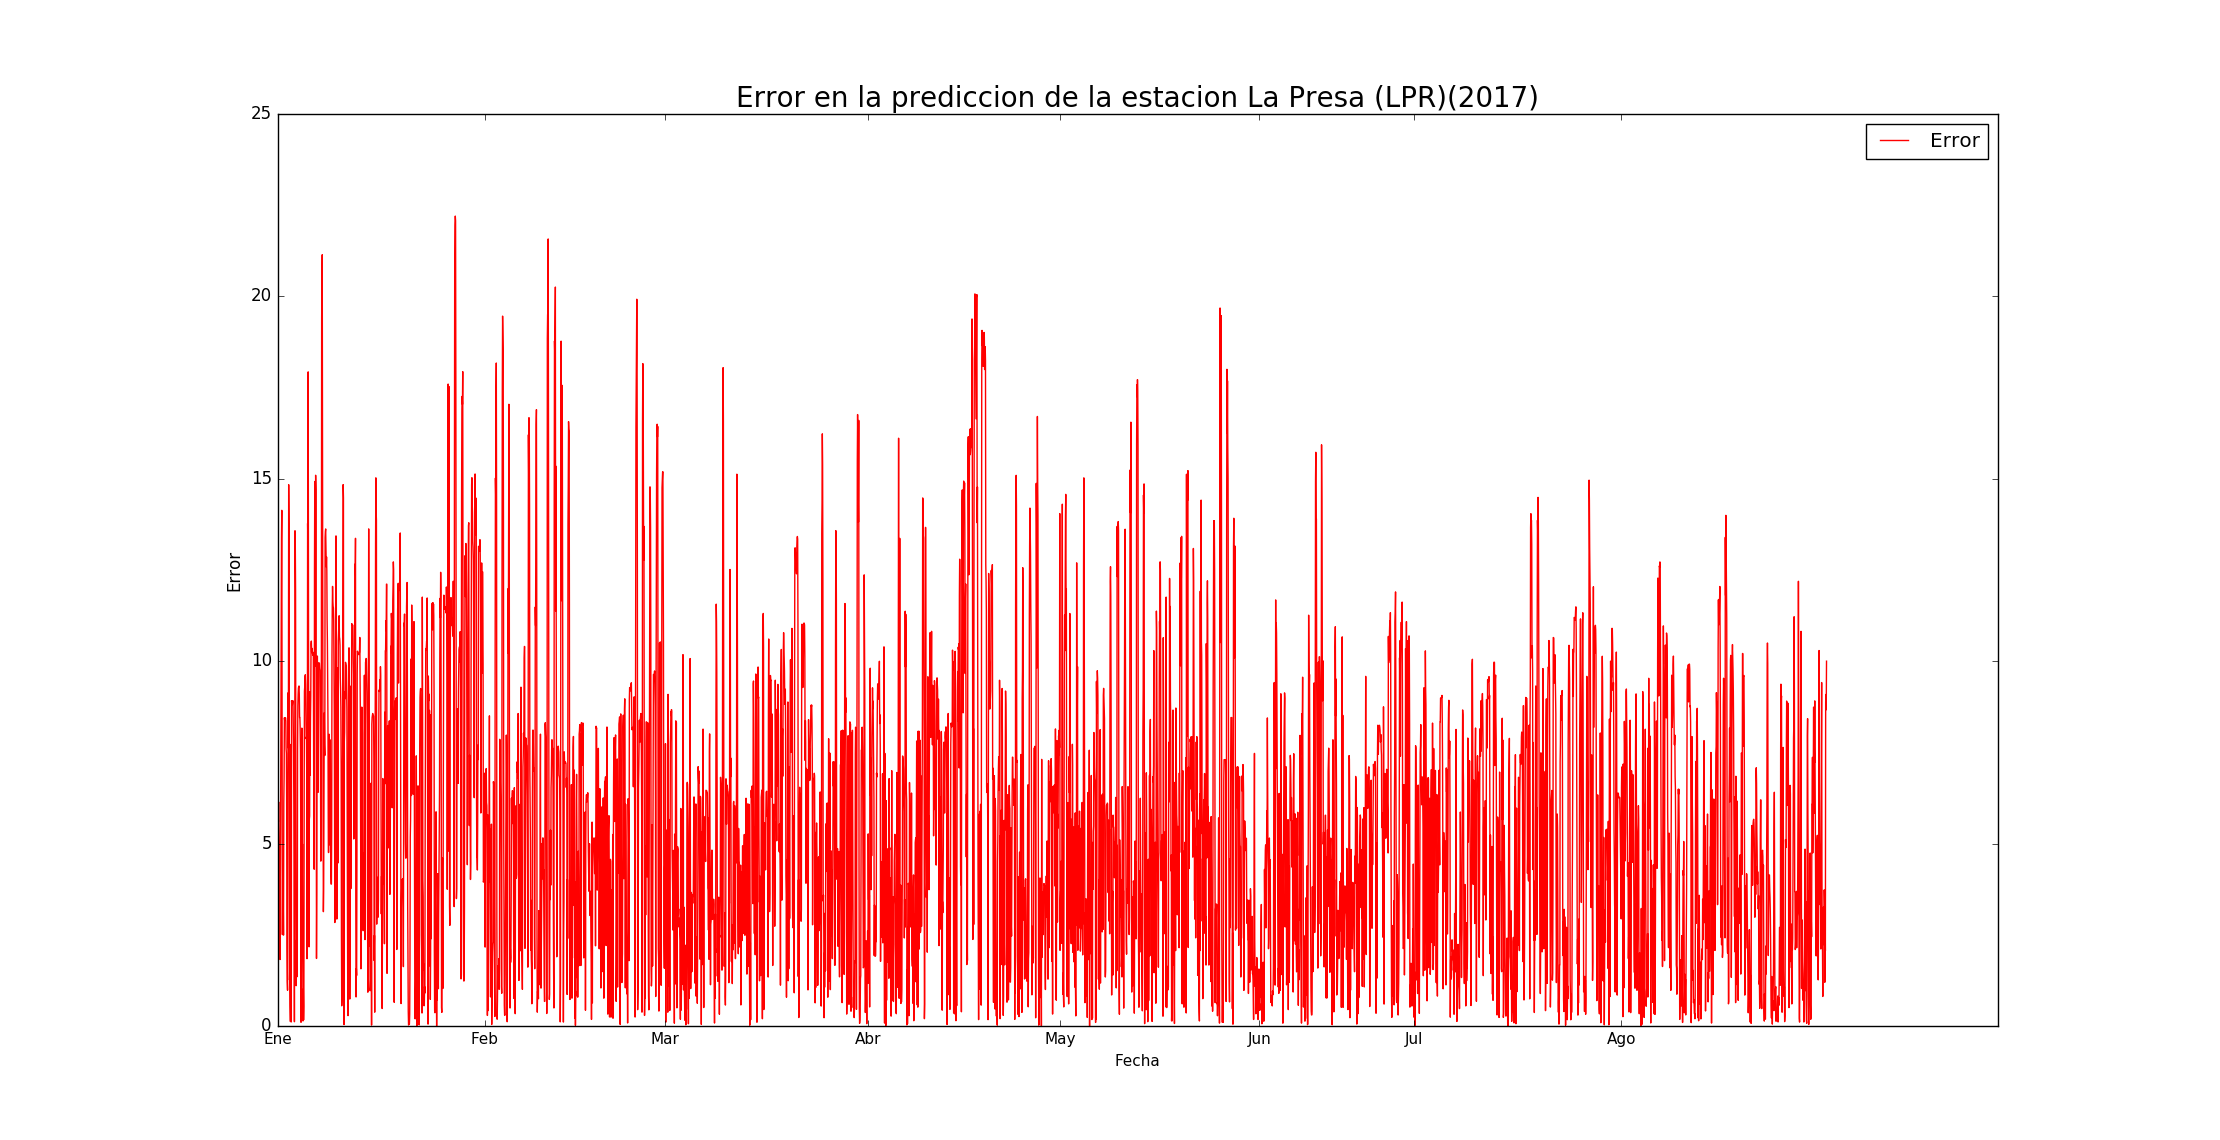 Error en la prediccion de la estacion La Presa (LPR)(2017)
25
20
15
10
5
0
Error
Error
Ene Feb Mar Abr May Jun Jul Ago
Fecha